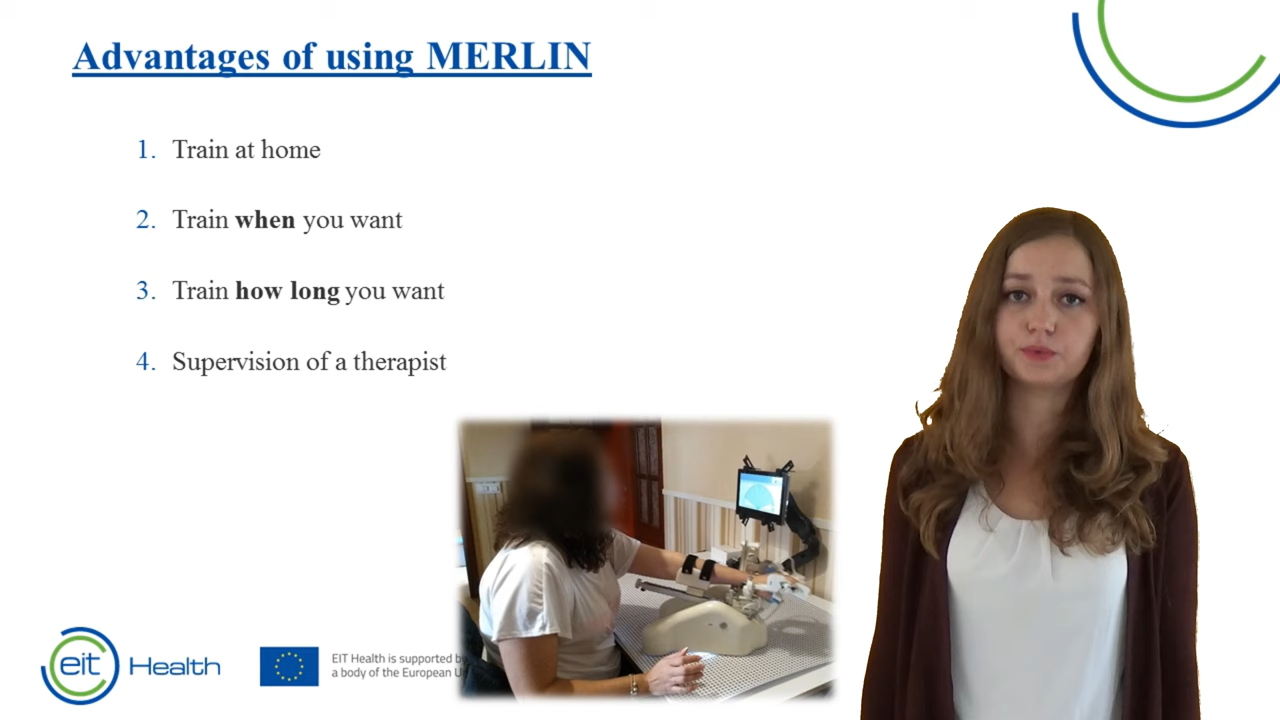 Advantages of using MERLIN
1. Train at home
2. Train when you want
3. Train how long you want
4. Supervision of a therapist
eit Health
EIT Health is supported by
a body of the European